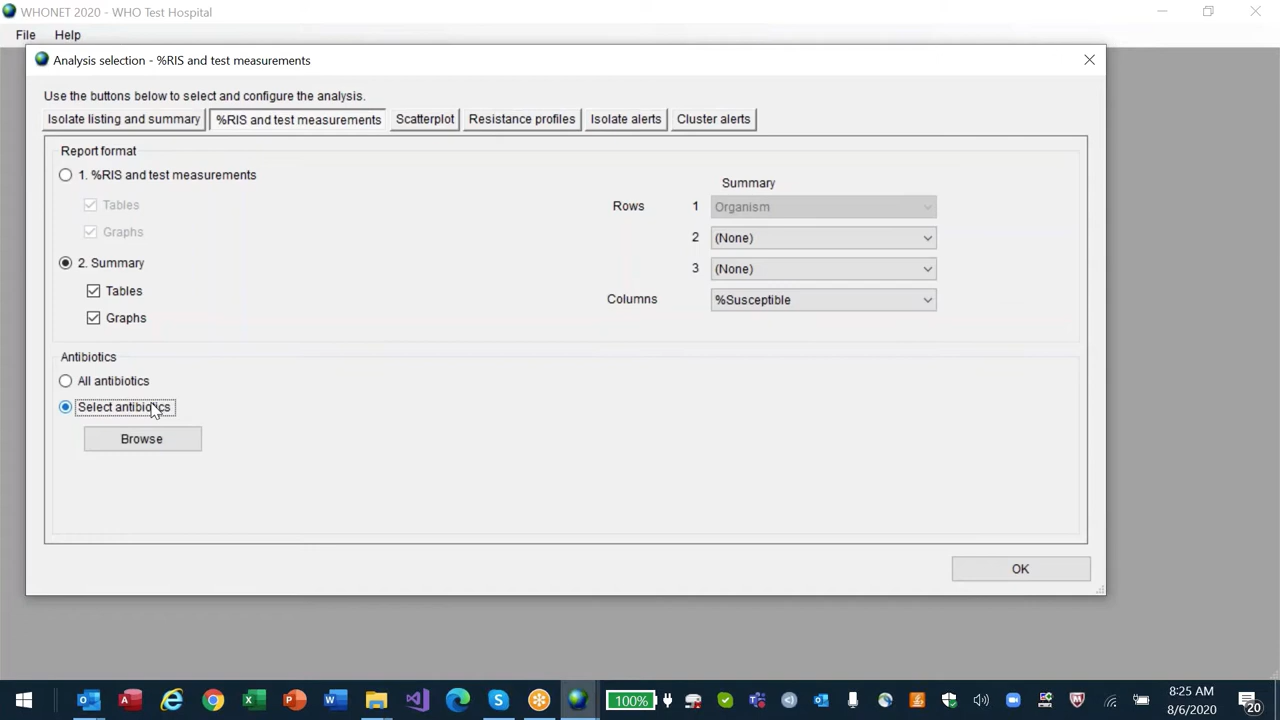 WHONET 2020 - WHO Test Hospital
File Help
Analysis selection - %RIS and test measurements
Use the buttons below to select and configure the analysis.
Isolate listing and summary %RIS and test measurements Scatterplot Resistance profiles Isolate alerts Cluster alerts
Report format
1. %RIS and test measurements
Tables
Graphs
2. Summary
Tables
Graphs
Summary
Rows 1 Organism
2 (None)
3 (None)
Columns %Susceptible
Antibiotics
All antibiotics
Select antibiotics
Browse
OK
100%
8:25 AM
8/6/2020
20